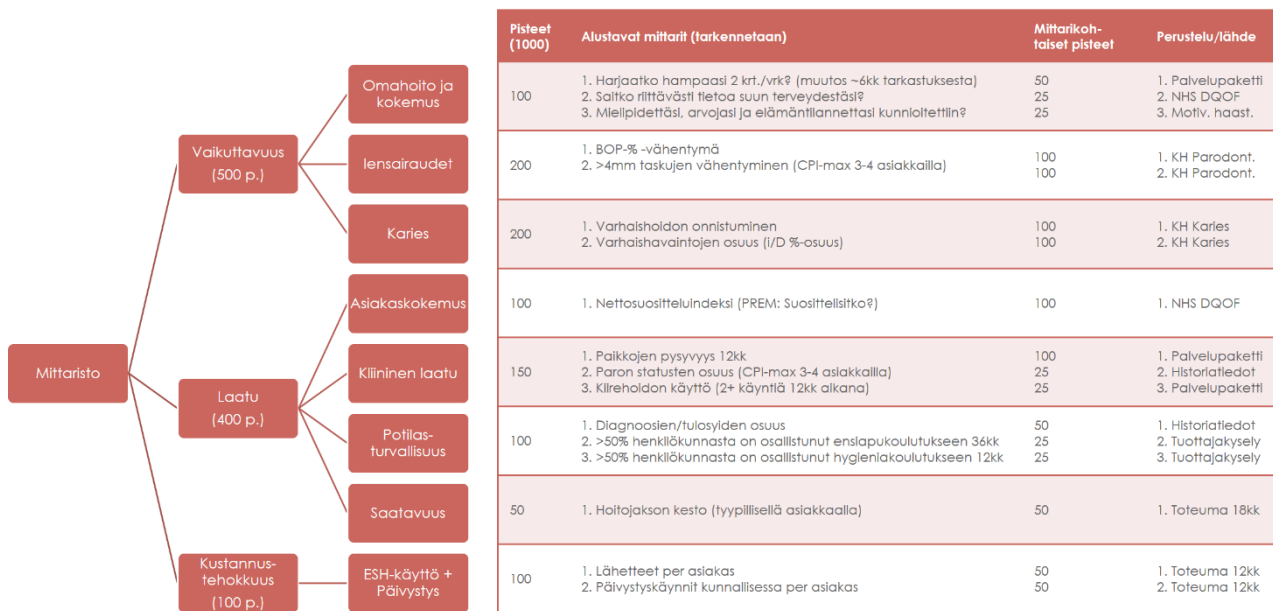 Mittaristo
Vaikuttavuus
(500 p.)
Laatu
(400 p.)
Kustannus-
tehokkuus
(100 p.)
Omahoito ja
kokemus
Iensairaudet
Karies
Asiakaskokemus
Kliininen laatu
Potilas-
turvallisuus
Saatavuus
ESH-käyttö +
Päivystys
Pisteet
(1000)
Alustavat mittarit (tarkennetaan)
Mittarikoh-
taiset pisteet
Perustelu/lähde
100
1. Harjaatko hampaasi 2 krt./vrk? (muutos ~6kk tarkastuksesta)
2. Saitko riittävästi tietoa suun terveydestäsi?
3. Mielipidettäsi, arvojasi ja elämäntilannettasi kunnioitettiin?
50
25
25
1. Palvelupaketti
2. NHS DQOF
3. Motiv. haast.
200
1. BOP-% -vähentymä
2. >4mm taskujen vähentyminen (CPI-max 3-4 asiakkailla)
100
100
1. KH Parodont.
2. KH Parodont.
200
1. Varhaishoidon onnistuminen
2. Varhaishavaintojen osuus (i/D %-osuus)
100
100
1. KH Karies
2. KH Karies
100
1. Nettosuositteluindeksi (PREM: Suosittelisitko?)
100
1. NHS DQOF
150
1. Paikkojen pysyvyys 12kk
2. Paron statusten osuus (CPI-max 3-4 asiakkailla)
3. Kiirehoidon käyttö (2+ käyntiä 12kk aikana)
100
25
25
1. Palvelupaketti
2. Historiatiedot
3. Palvelupaketti
100
1. Diagnoosien/tulosyiden osuus
2. >50% henkilökunnasta on osallistunut ensiapukoulutukseen 36kk
3. >50% henkilökunnasta on osallistunut hygieniakoulutukseen 12kk
50
25
25
1. Historiatiedot
2. Tuottajakysely
3. Tuottajakysely
50
1. Hoitojakson kesto (tyypillisellä asiakkaalla)
50
1. Toteuma 18kk
100
1. Lähetteet per asiakas
2. Päivystyskäynnit kunnallisessa per asiakas
50
50
1. Toteuma 12kk
2. Toteuma 12kk